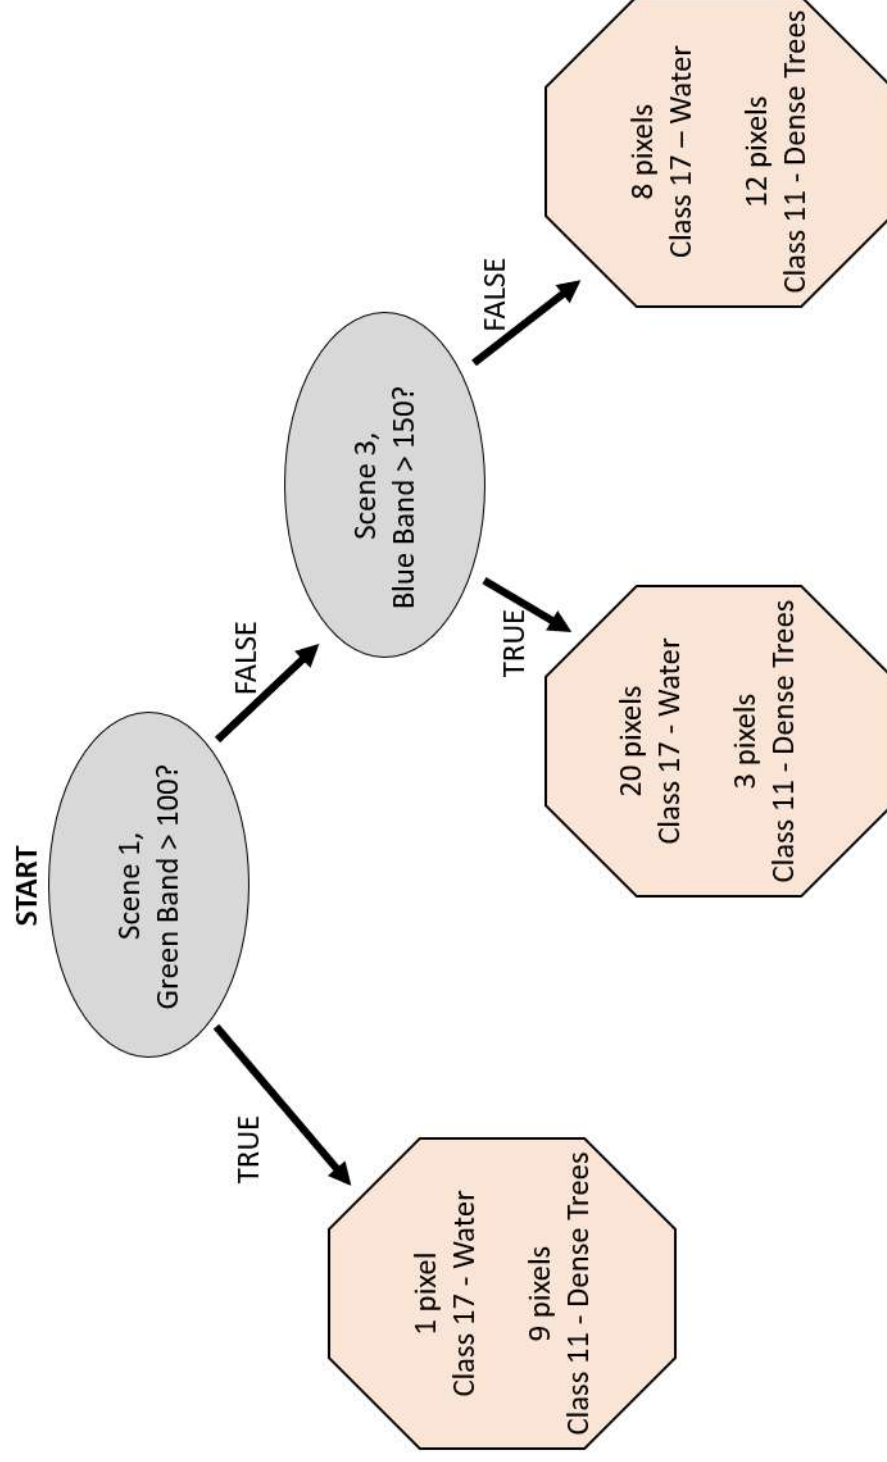 START
Scene 1,
Green Band > 100?
TRUE
FALSE
1 pixel
Class 17 - Water
9 pixels
Class 11 - Dense Trees
Scene 3,
Blue Band > 150?
TRUE
FALSE
20 pixels
Class 17 - Water
3 pixels
Class 11 - Dense Trees
8 pixels
Class 17 – Water
12 pixels
Class 11 - Dense Trees